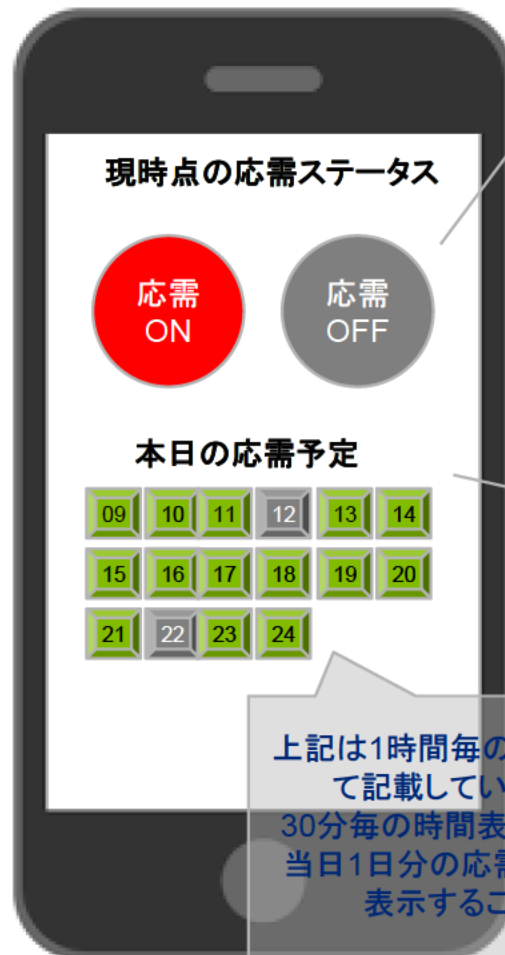 現時点の応需ステータス
応需 応需
ON OFF
本日の応需予定
09 10 11 12 13 14
15 16 17 18 19 20
21 22 23 24
上記は1時間毎の
て記載してい
30分毎の時間表
当日1日分の応需
表示するこ